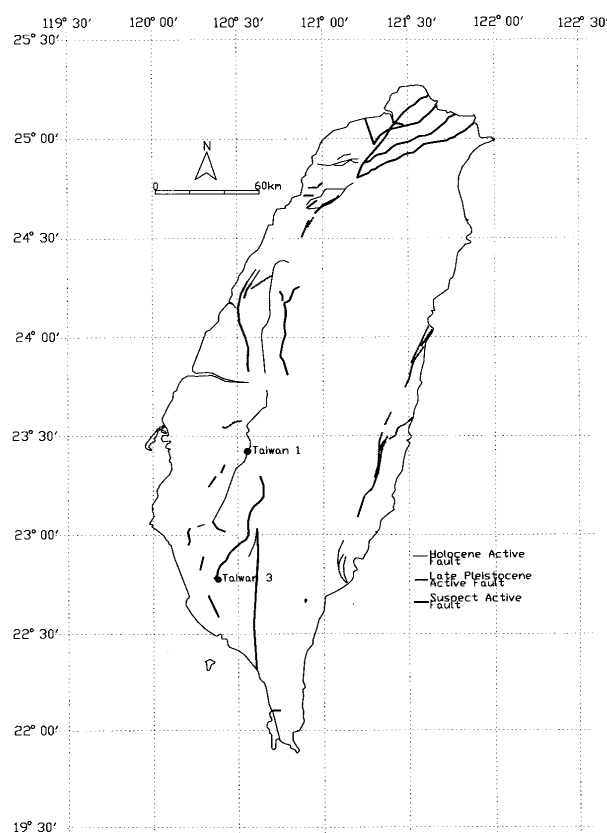 119° 30' 120° 00' 120° 30' 121° 00' 121° 30' 122° 00' 122° 30'
25° 30'
25° 00'
N
0 60km
24° 30'
24° 00'
23° 30'
Taiwan 1
23° 00'
Holocene Active
Fault
Late Pleistocene
Active Fault
Taiwan 3
Suspect Active
Fault
22° 30'
22° 00'
19° 30'